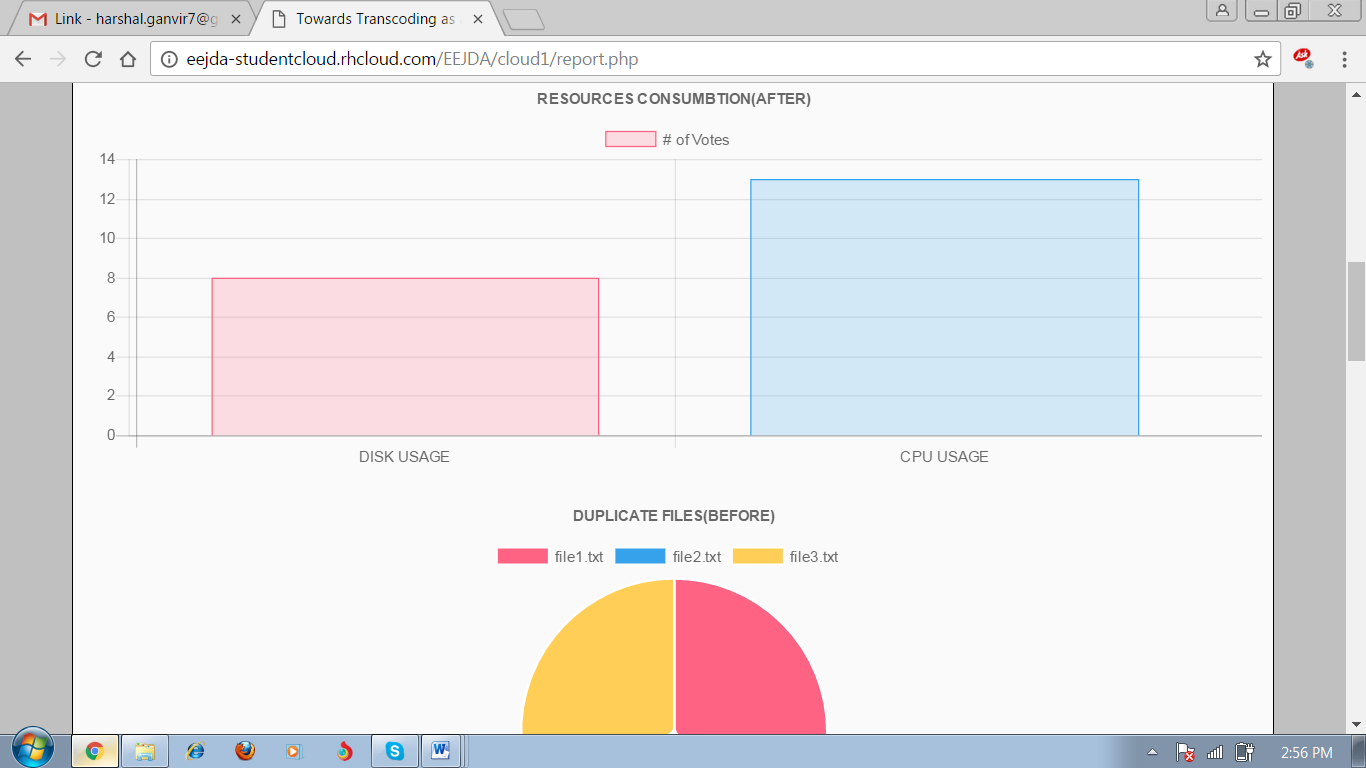 Link - harshal.ganvir7@g
Towards Transcoding as
eejda-studentcloud.rhcloud.com/EEJDA/cloud1/report.php
RESOURCES CONSUMBTION(AFTER)
# of Votes
14
12
10
8
6
4
2
0
DISK USAGE CPU USAGE
DUPLICATE FILES(BEFORE)
file1.txt file2.txt file3.txt
2:56 PM